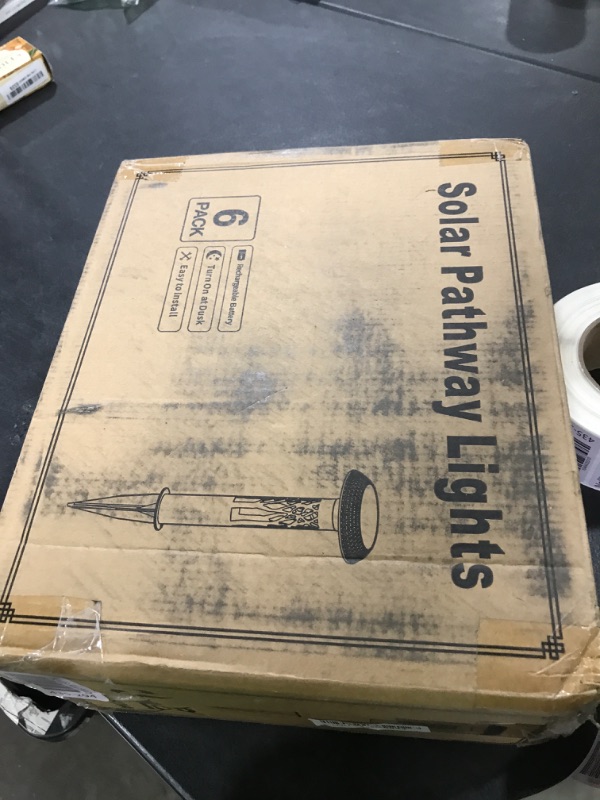 Solar Pathway Lights
6
PACK
Rechargeable Battery
Turn On at Dusk
Easy to Install